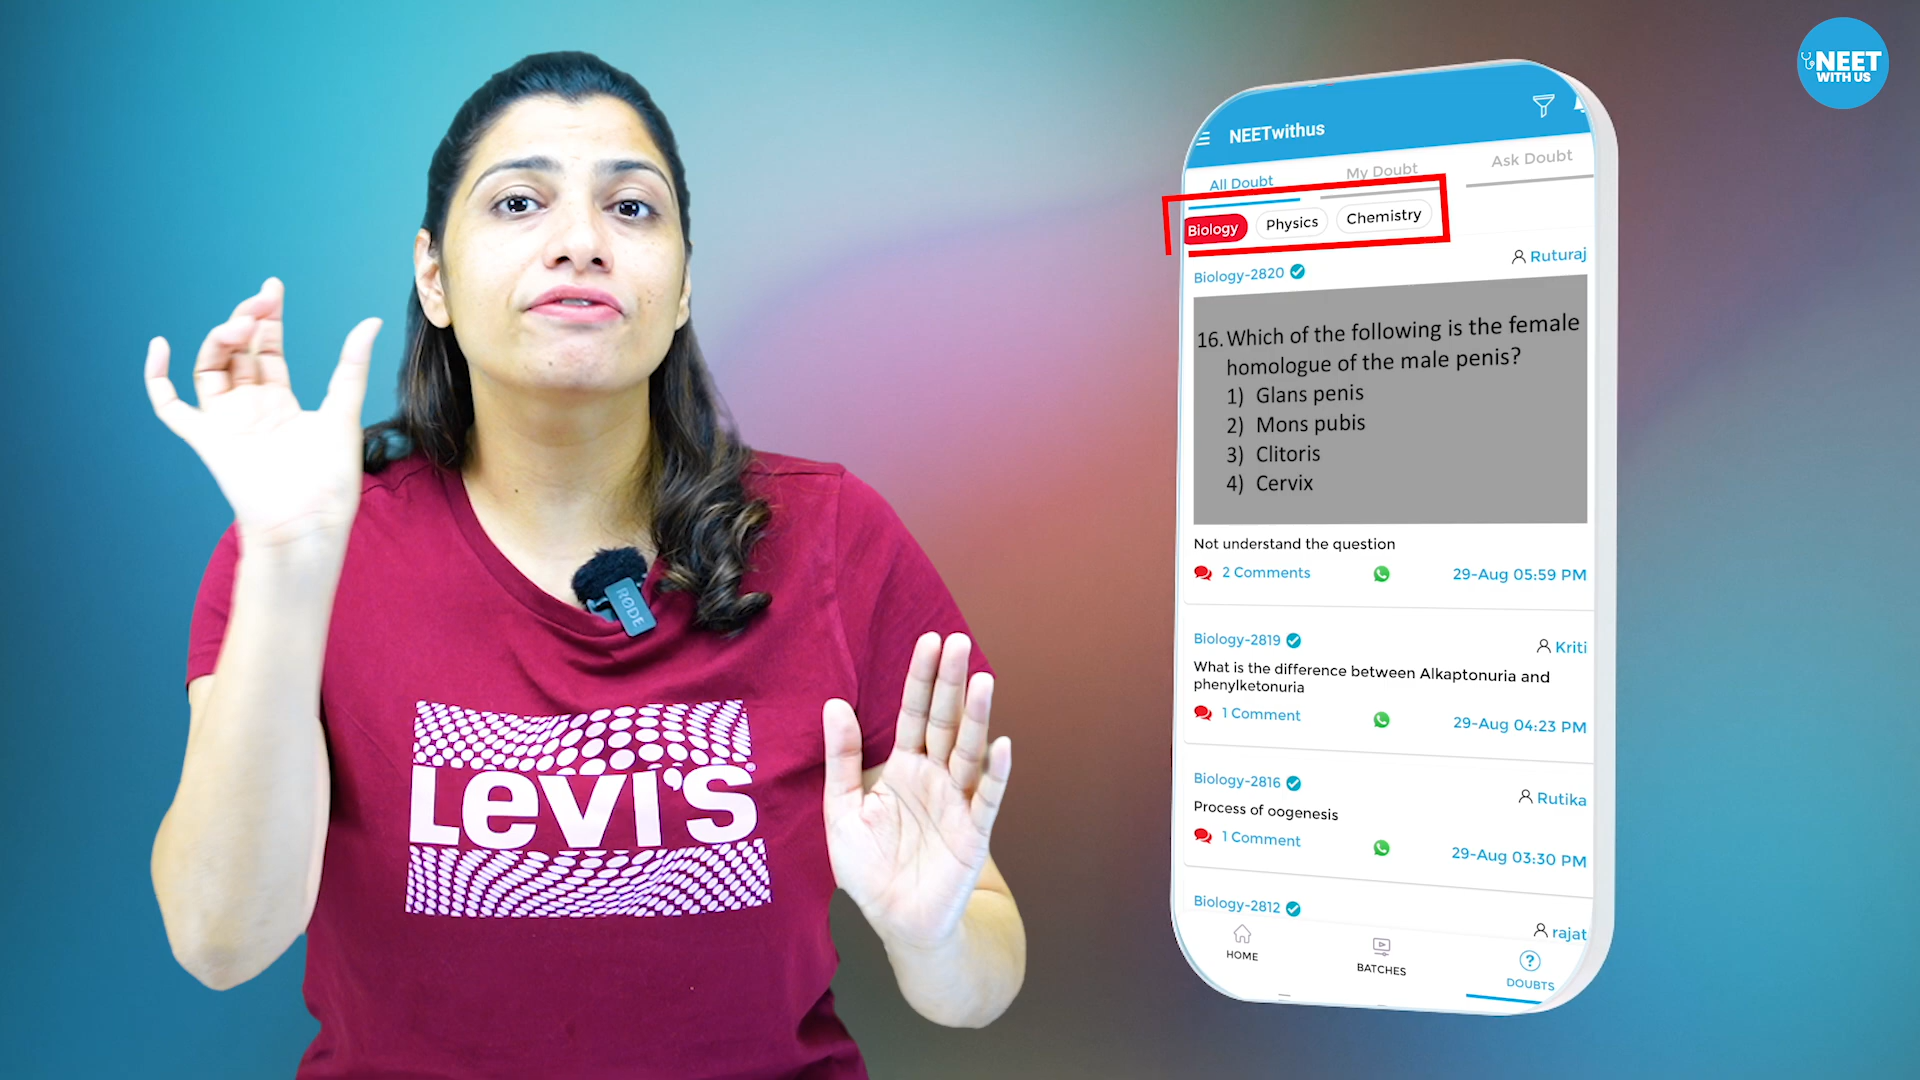 NEET
WITH US
NEETwithus
All Doubt
My Doubt
Ask Doubt
Biology
Physics
Chemistry
Biology-2820
Ruturaj
16. Which of the following is the female
homologue of the male penis?
1) Glans penis
2) Mons pubis
3) Clitoris
4) Cervix
Not understand the question
2 Comments
29-Aug 05:59 PM
Biology-2819
Kriti
What is the difference between Alkaptonuria and
phenylketonuria
1 Comment
29-Aug 04:23 PM
Biology-2816
Rutika
Process of oogenesis
1 Comment
29-Aug 03:30 PM
Biology-2812
rajat
HOME
BATCHES
DOUBTS
RØDE
LEVI'S